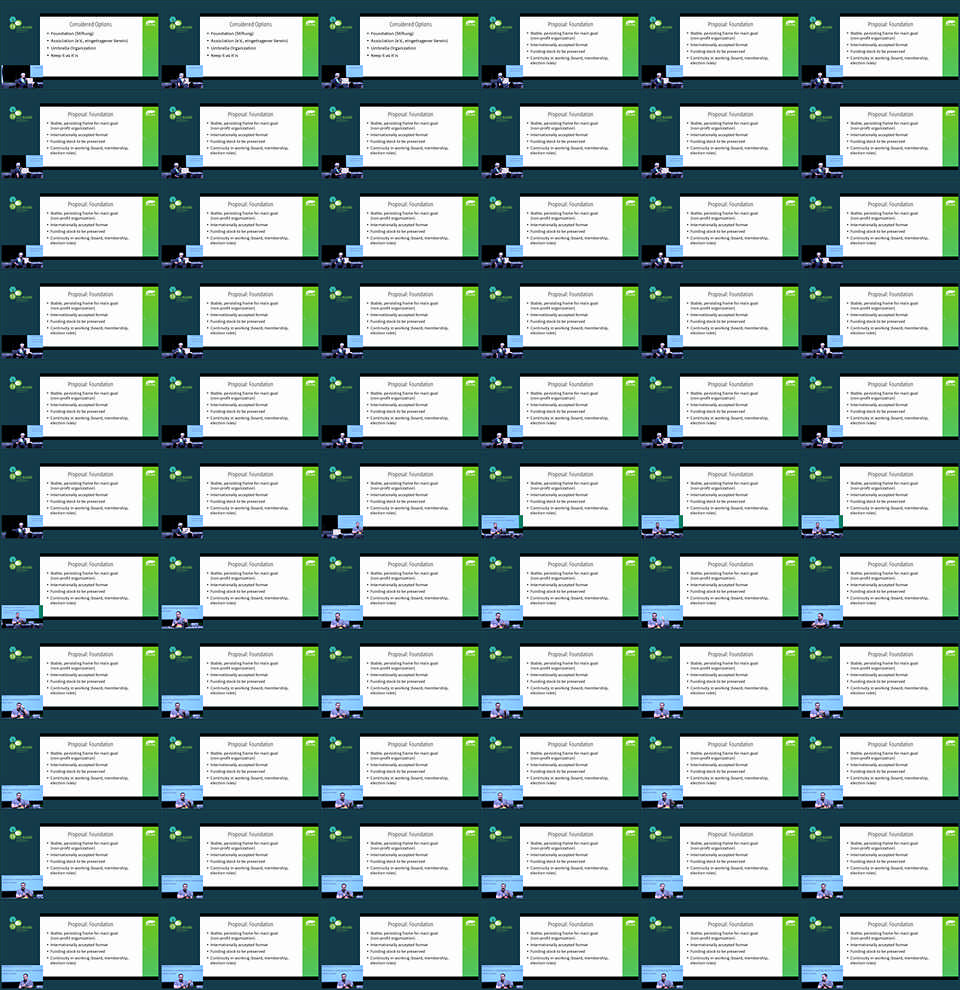 Considered Options
• Foundation (Stiftung)
• Association (e.V., eingetragener Verein)
• Umbrella Organization
• Keep it as it is
Proposal: Foundation
• Stable, persisting frame for main goal
(non-profit organization)
• Internationally accepted format
• Funding stock to be preserved
• Continuity in working (board, membership,
election rules)